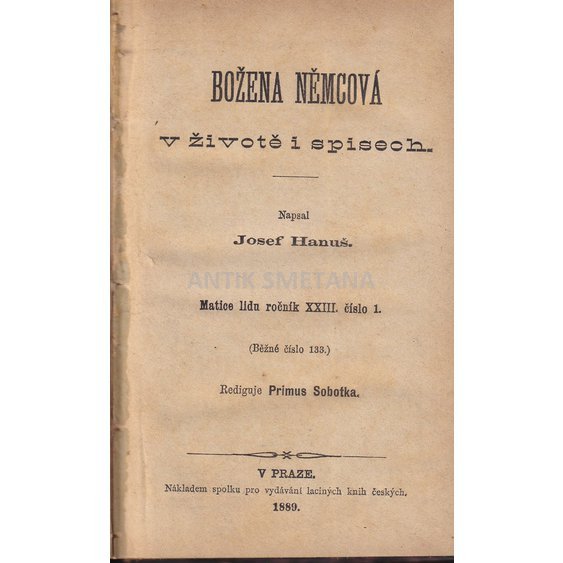 BOŽENA NĚMCOVÁ
v životě i spisech.
Napsal
Josef Hanuš.
ANTIK SMETANA
Matice lidu ročník XXIII. číslo 1.
(Běžné číslo 133.)
Rediguje Primus Sobotka.
V PRAZE.
Nákladem spolku pro vydávání laciných knih českých.
1889.